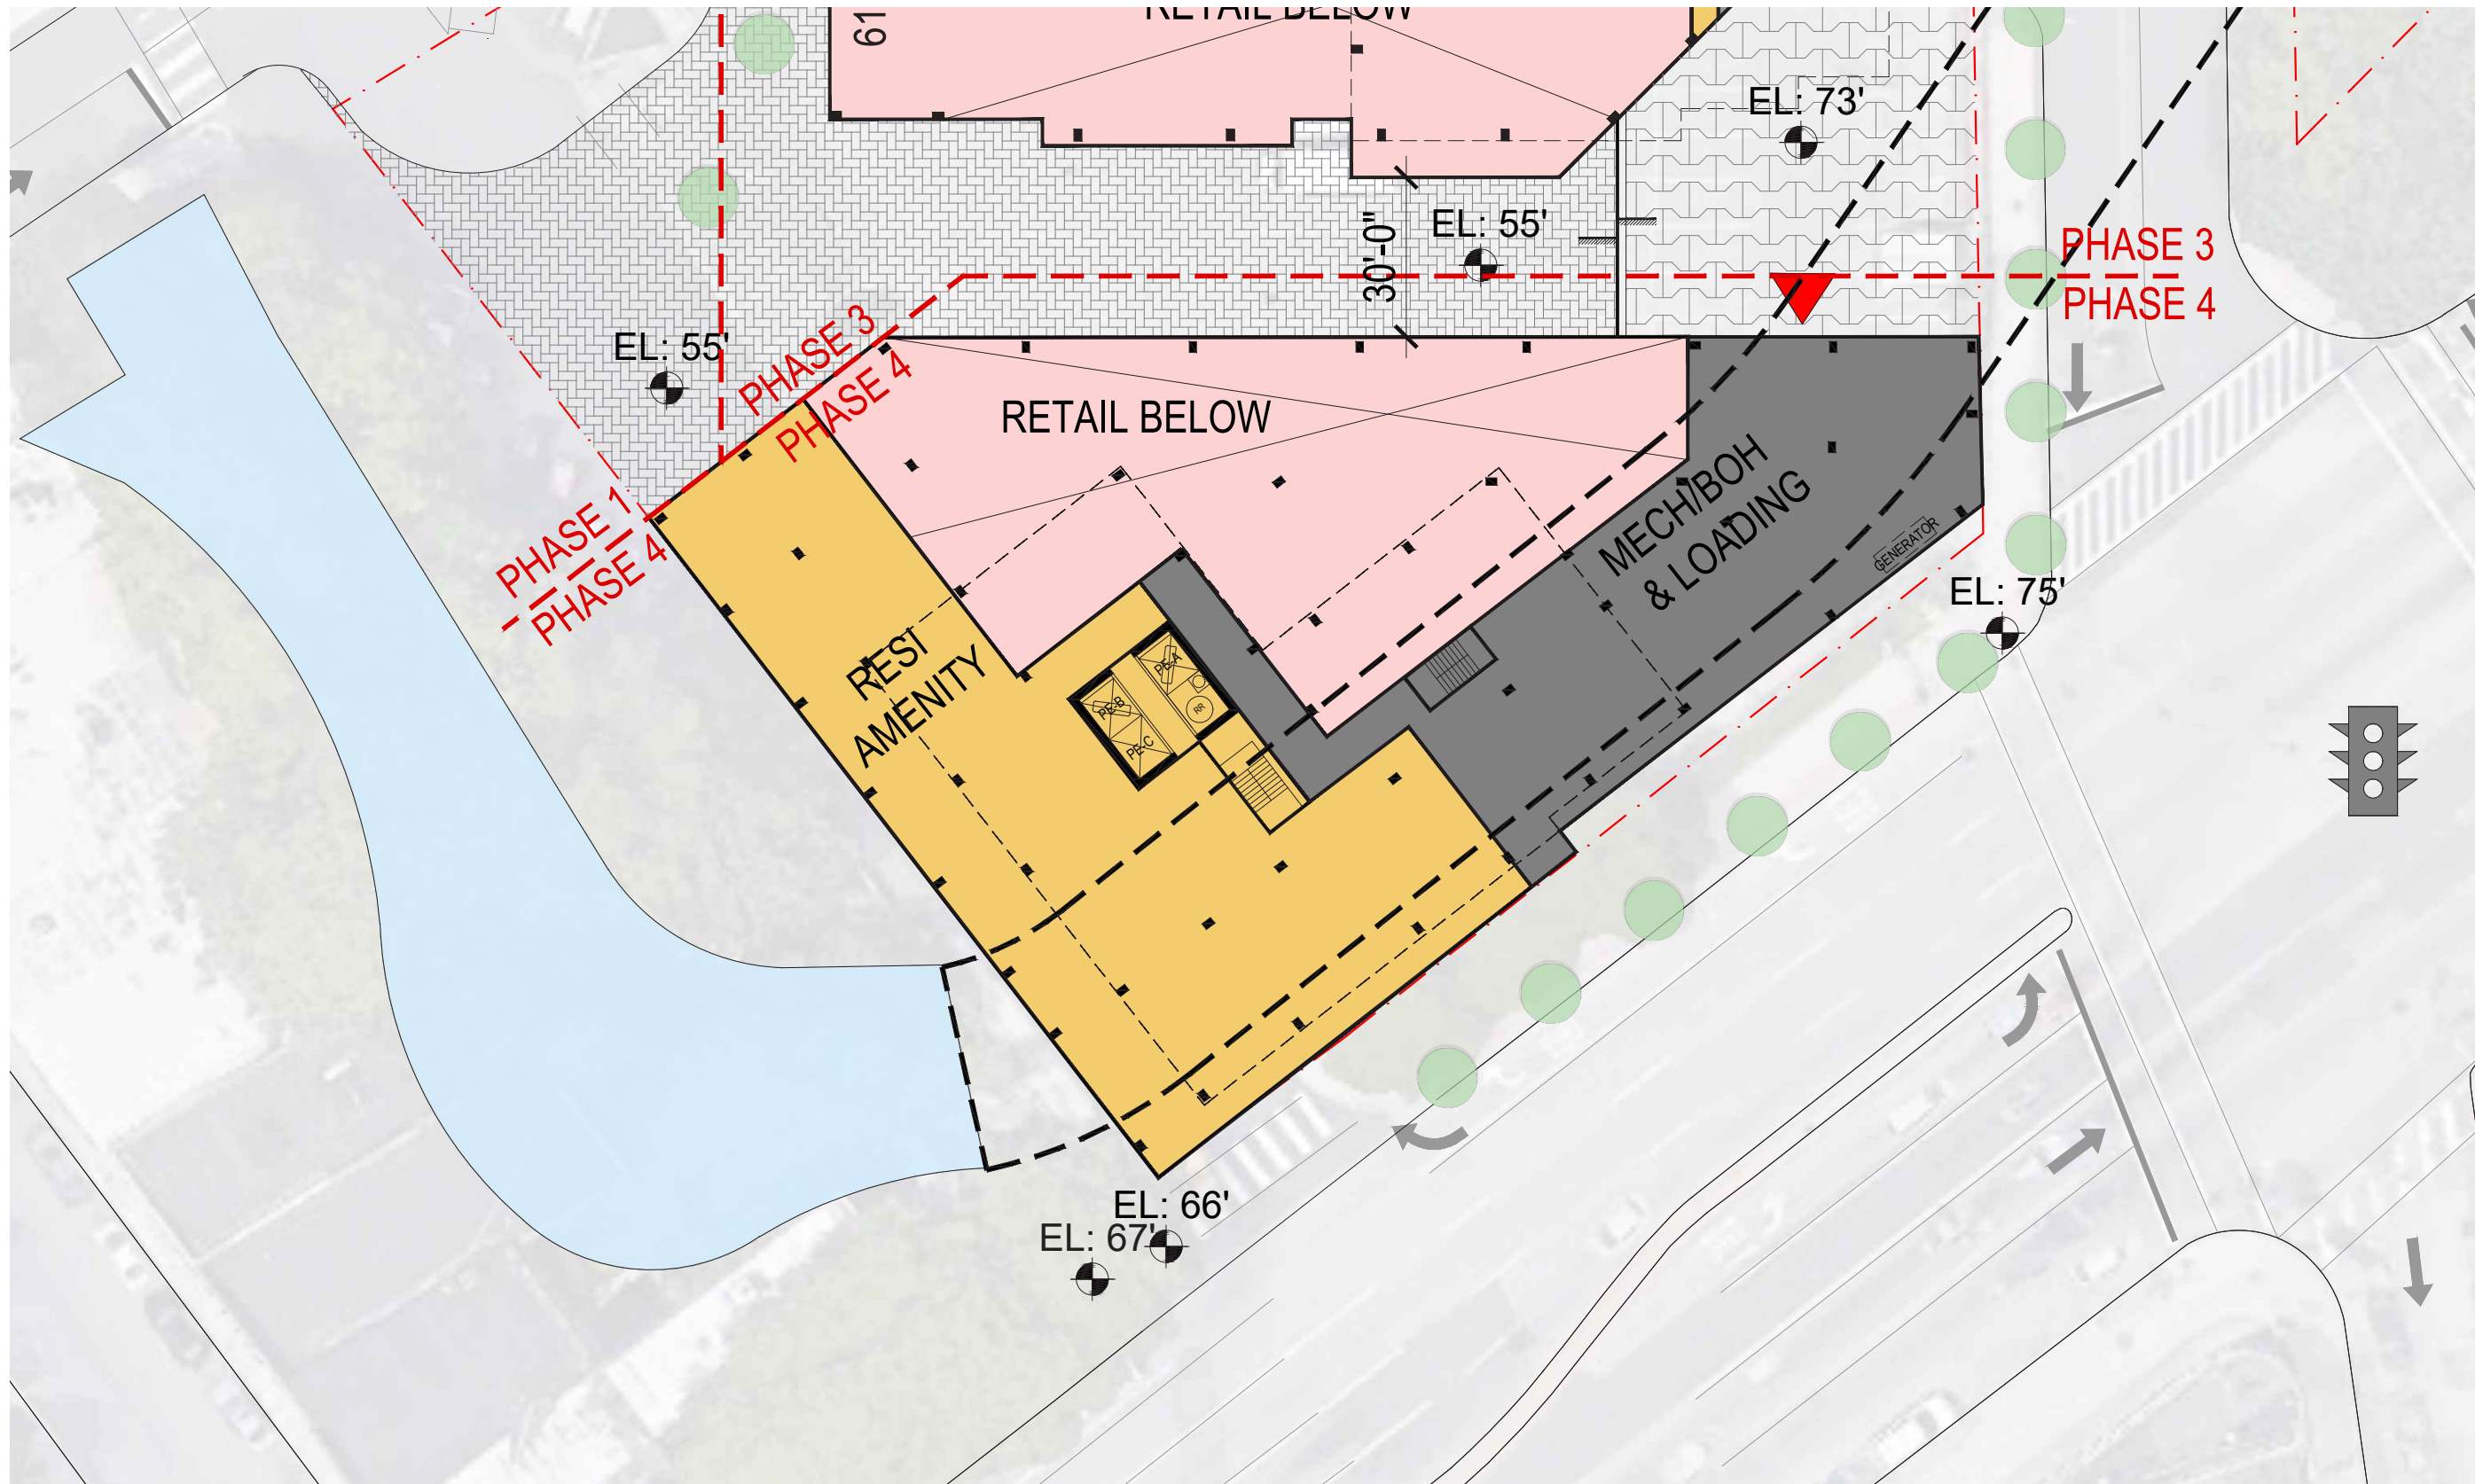 RETAIL BELOW
61
EL: 73'
EL: 55'
30'-0"
PHASE 3
PHASE 4
EL: 55'
PHASE 3
PHASE 4
RETAIL BELOW
MECH/BOH
& LOADING
GENERATOR
PHASE 1
PHASE 4
EL: 75'
RESI
AMENITY
PE-A
PE-B
RR
PE-C
EL: 66'
EL: 67'